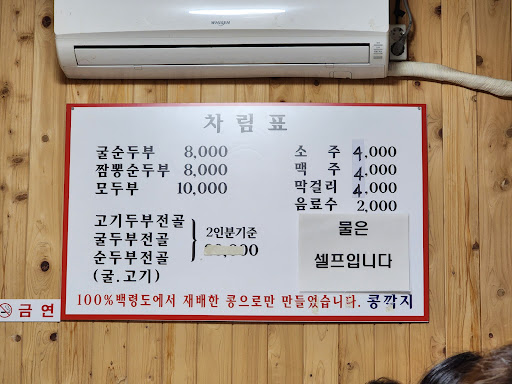 차림표
굴순두부 8,000
짬뽕순두부 8,000
모두부 10,000
고기두부전골
굴두부전골
순두부전골
(굴.고기)
2인분기준
소주 4,000
맥주 4,000
막걸리 4,000
음료수 2,000
물은
셀프입니다
100%백령도에서 재배한 콩으로만 만들었습니다. 콩깍지
금연